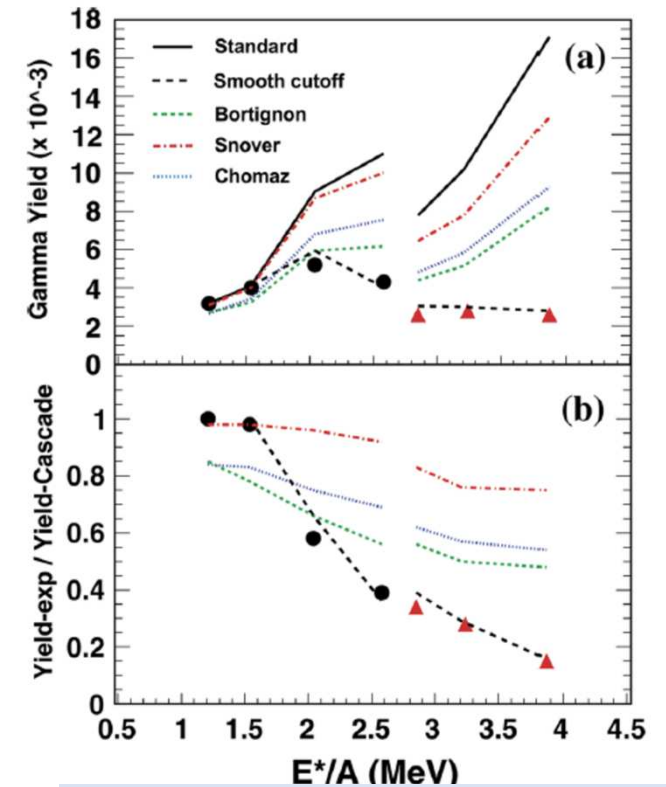 18
16
14
12
10
8
6
4
2
0
Gamma Yield (x 10^-3)
(a)
Standard
Smooth cutoff
Bortignon
Snover
Chomaz
(b)
1
0.8
0.6
0.4
0.2
0
Yield-exp / Yield-Cascade
0.5 1 1.5 2 2.5 3 3.5 4 4.5
E*/A (MeV)